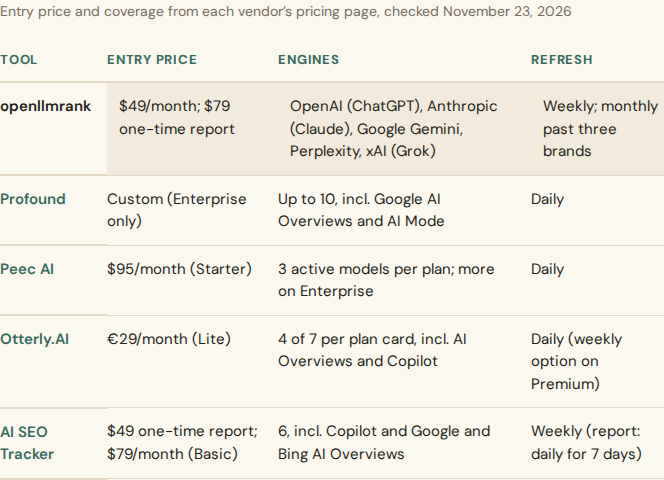 Entry price and coverage from each vendor's pricing page, checked November 23, 2026
TOOL ENTRY PRICE ENGINES REFRESH
openllmrank $49/month; $79 OpenAI (ChatGPT), Anthropic Weekly; monthly
one-time report (Claude), Google Gemini, past three
Perplexity, xAI (Grok) brands
Profound Custom (Enterprise Up to 10, incl. Google AI Daily
only) Overviews and AI Mode
Peec AI $95/month (Starter) 3 active models per plan; more Daily
on Enterprise
Otterly.AI €29/month (Lite) 4 of 7 per plan card, incl. AI Daily (weekly
Overviews and Copilot option on
Premium)
AI SEO $49 one-time report; 6, incl. Copilot and Google and Weekly (report:
Tracker $79/month (Basic) Bing AI Overviews daily for 7 days)